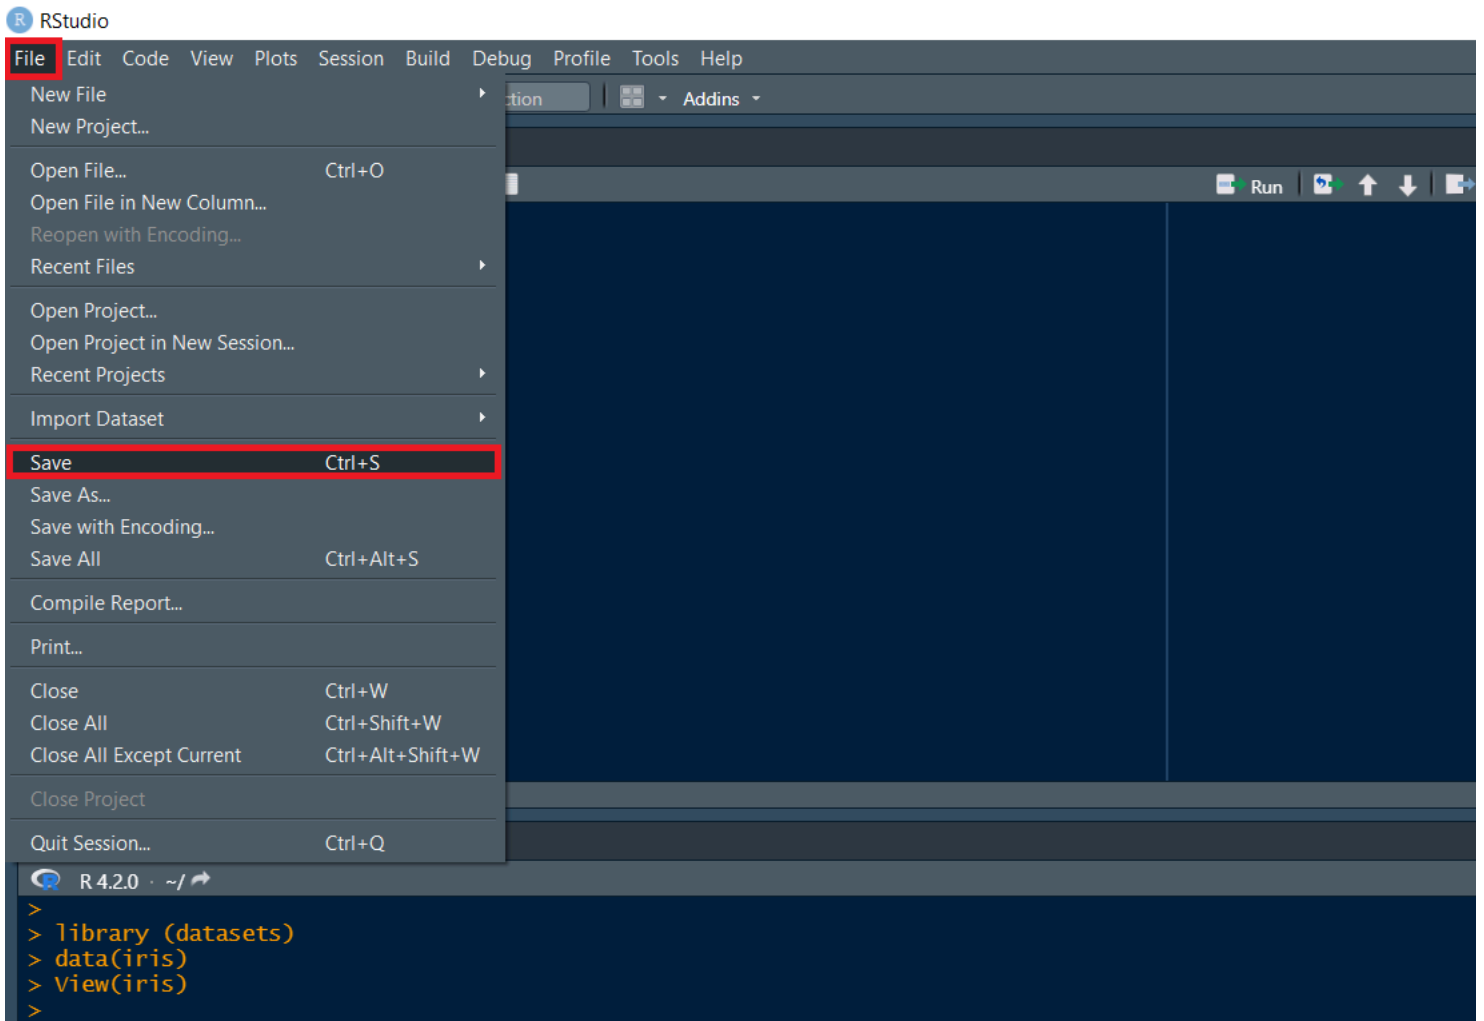 RStudio
File Edit Code View Plots Session Build Debug Profile Tools Help
New File
Addins
New Project...
Open File... Ctrl+O
Run
Open File in New Column...
Reopen with Encoding...
Recent Files
Open Project...
Open Project in New Session...
Recent Projects
Import Dataset
Save Ctrl+S
Save As...
Save with Encoding...
Save All Ctrl+Alt+S
Compile Report...
Print...
Close Ctrl+W
Close All Ctrl+Shift+W
Close All Except Current Ctrl+Alt+Shift+W
Close Project
Quit Session... Ctrl+Q
R 4.2.0 · ~/
>
> library (datasets)
> data(iris)
> View(iris)
>